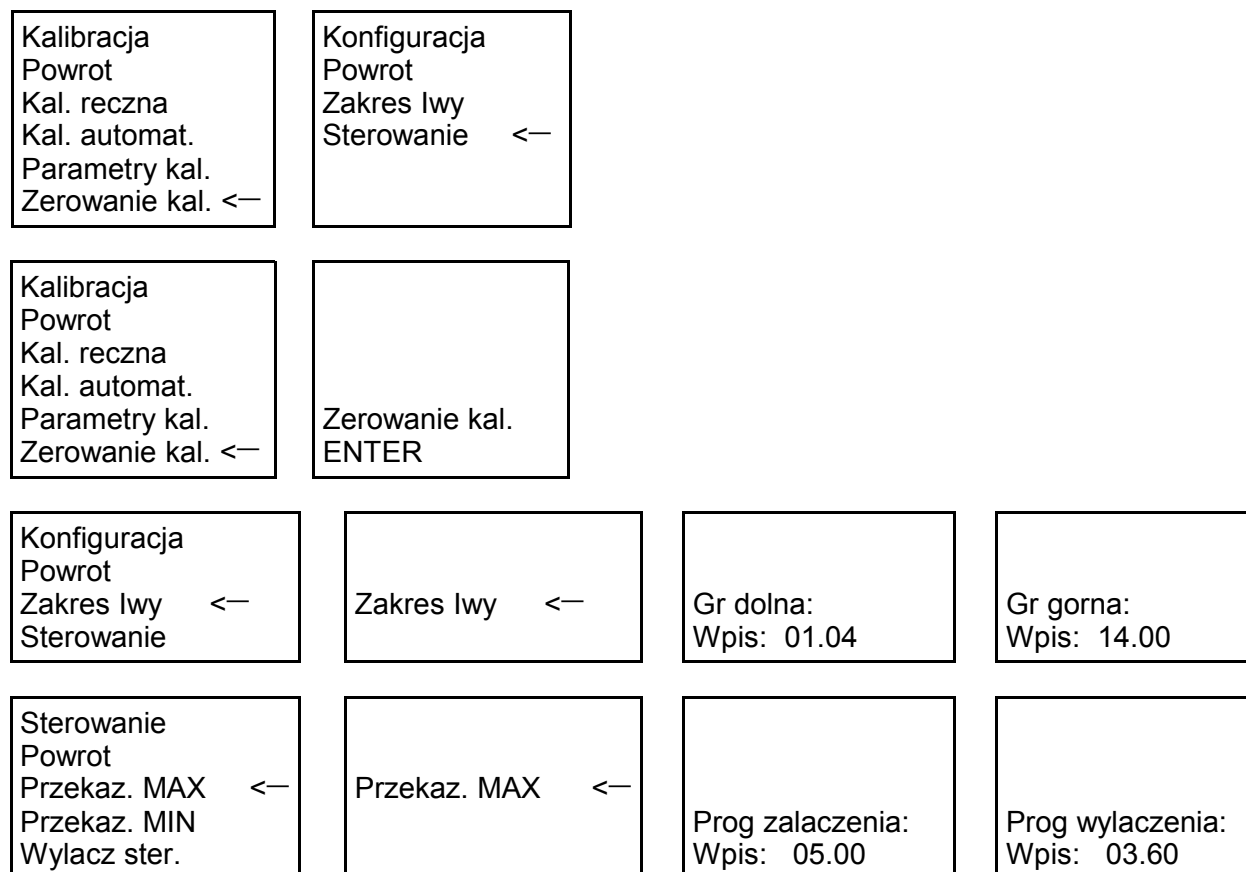 Kalibracja
Powrot
Kal. reczna
Kal. automat.
Parametry kal.
Zerowanie kal. <—
Konfiguracja
Powrot
Zakres Iwy
Sterowanie <—
Kalibracja
Powrot
Kal. reczna
Kal. automat.
Parametry kal.
Zerowanie kal. <—
Zerowanie kal.
ENTER
Konfiguracja
Powrot
Zakres Iwy <—
Sterowanie
Zakres Iwy <—
Gr dolna:
Wpis: 01.04
Gr gorna:
Wpis: 14.00
Sterowanie
Powrot
Przekaz. MAX <—
Przekaz. MIN
Wylacz ster.
Przekaz. MAX <—
Prog zalaczenia:
Wpis: 05.00
Prog wylaczenia:
Wpis: 03.60